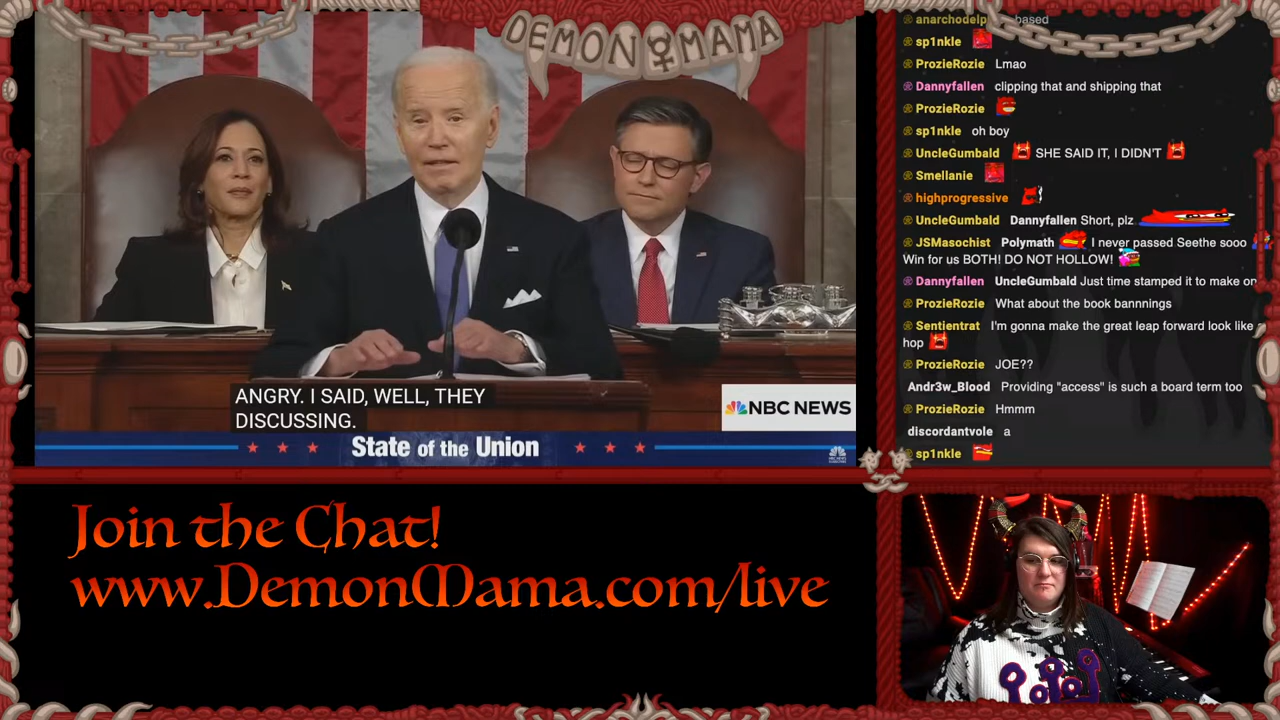 DEMON MAMA
ANGRY. I SAID, WELL, THEY
DISCUSSING.
NBC NEWS
State of the Union
anarchodelp based
sp1nkle
ProzieRozie Lmao
Dannyfallen clipping that and shipping that
ProzieRozie
sp1nkle oh boy
UncleGumbald SHE SAID IT, I DIDN'T
Smellanie
highprogressive
UncleGumbald Dannyfallen Short, plz
JSMasochist Polymath I never passed Seethe sooo
Win for us BOTH! DO NOT HOLLOW!
Dannyfallen UncleGumbald Just time stamped it to make on
ProzieRozie What about the book bannnings
Sentientrat I'm gonna make the great leap forward look like
hop
ProzieRozie JOE??
Andr3w_Blood Providing "access" is such a board term too
ProzieRozie Hmmm
discordantvole a
sp1nkle
Join the Chat!
www.DemonMama.com/live